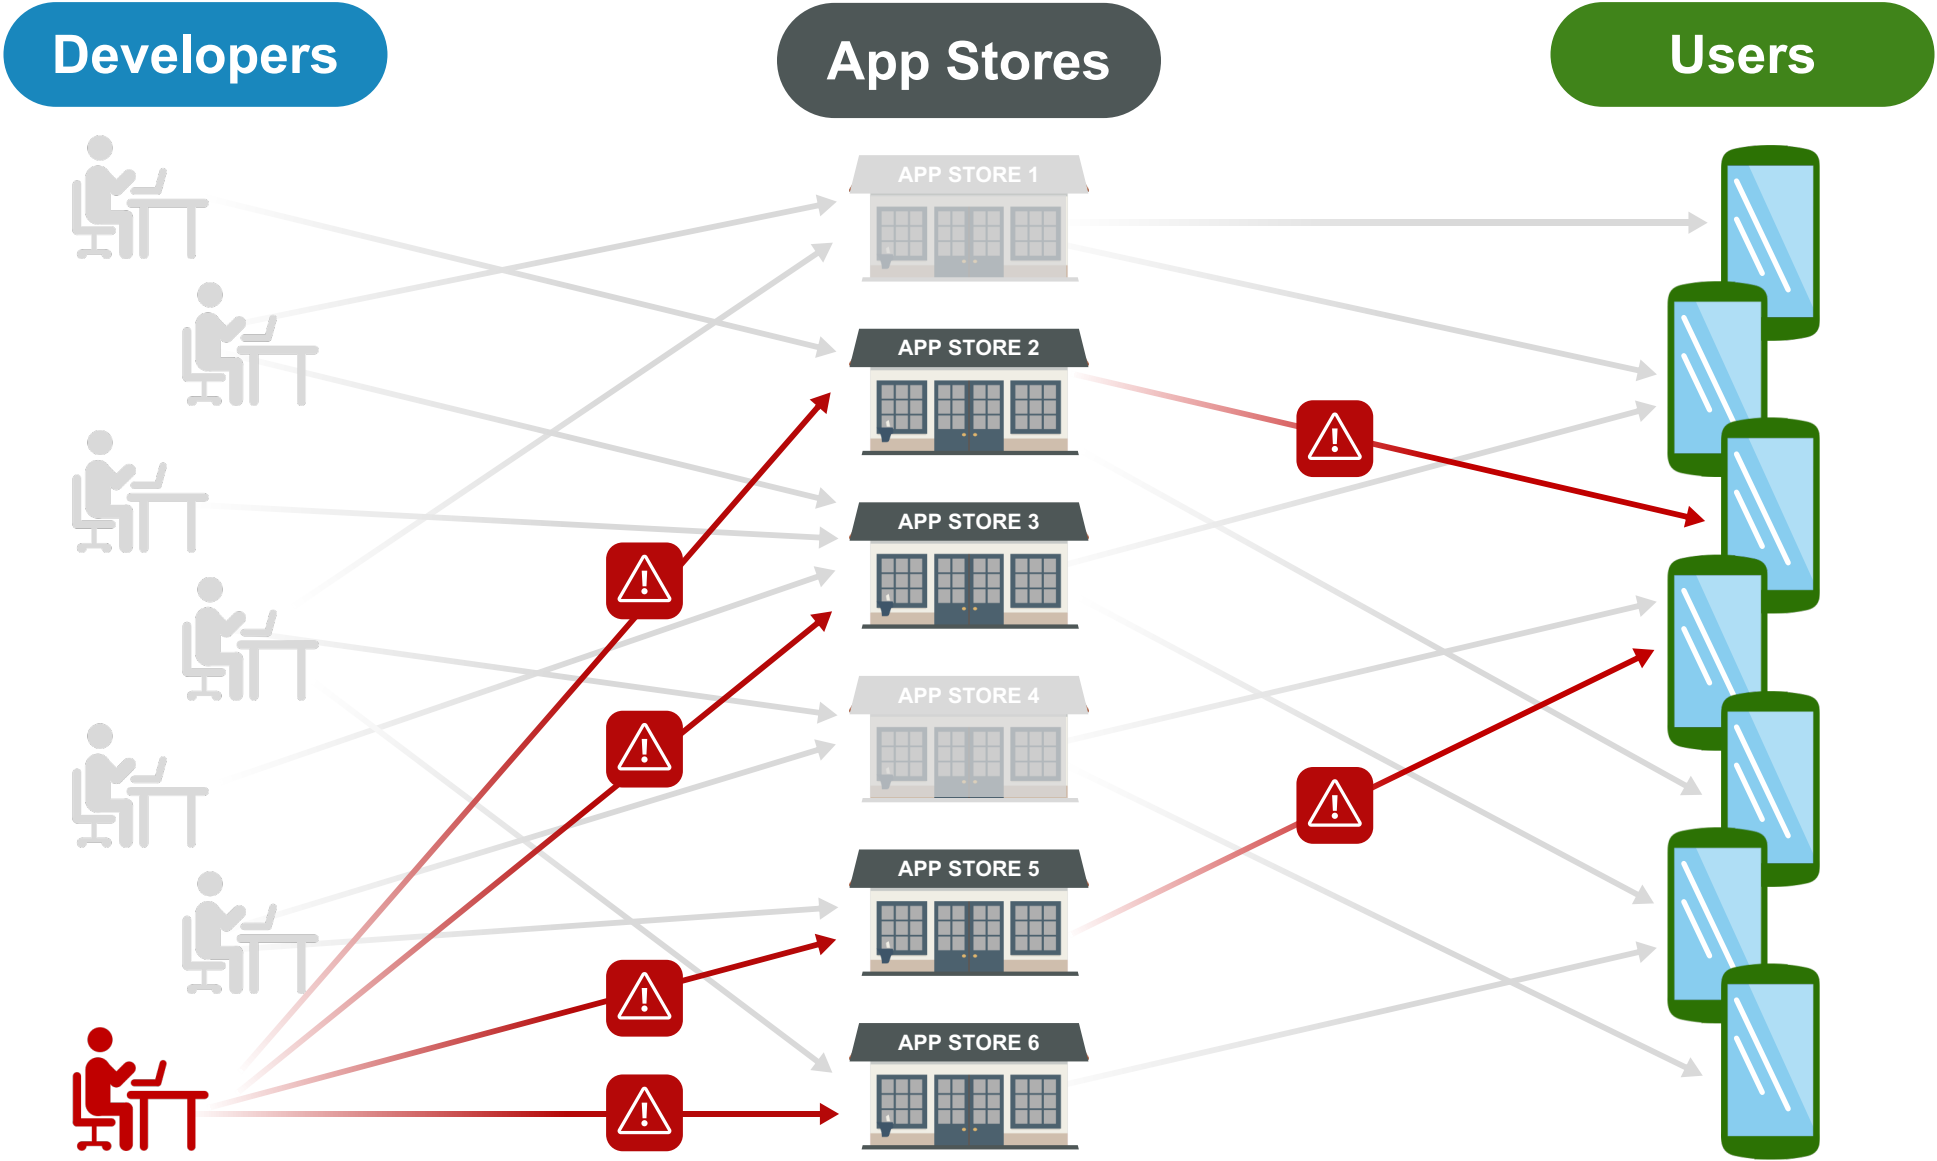 Developers
App Stores
Users
APP STORE 1
APP STORE 2
APP STORE 3
APP STORE 4
APP STORE 5
APP STORE 6